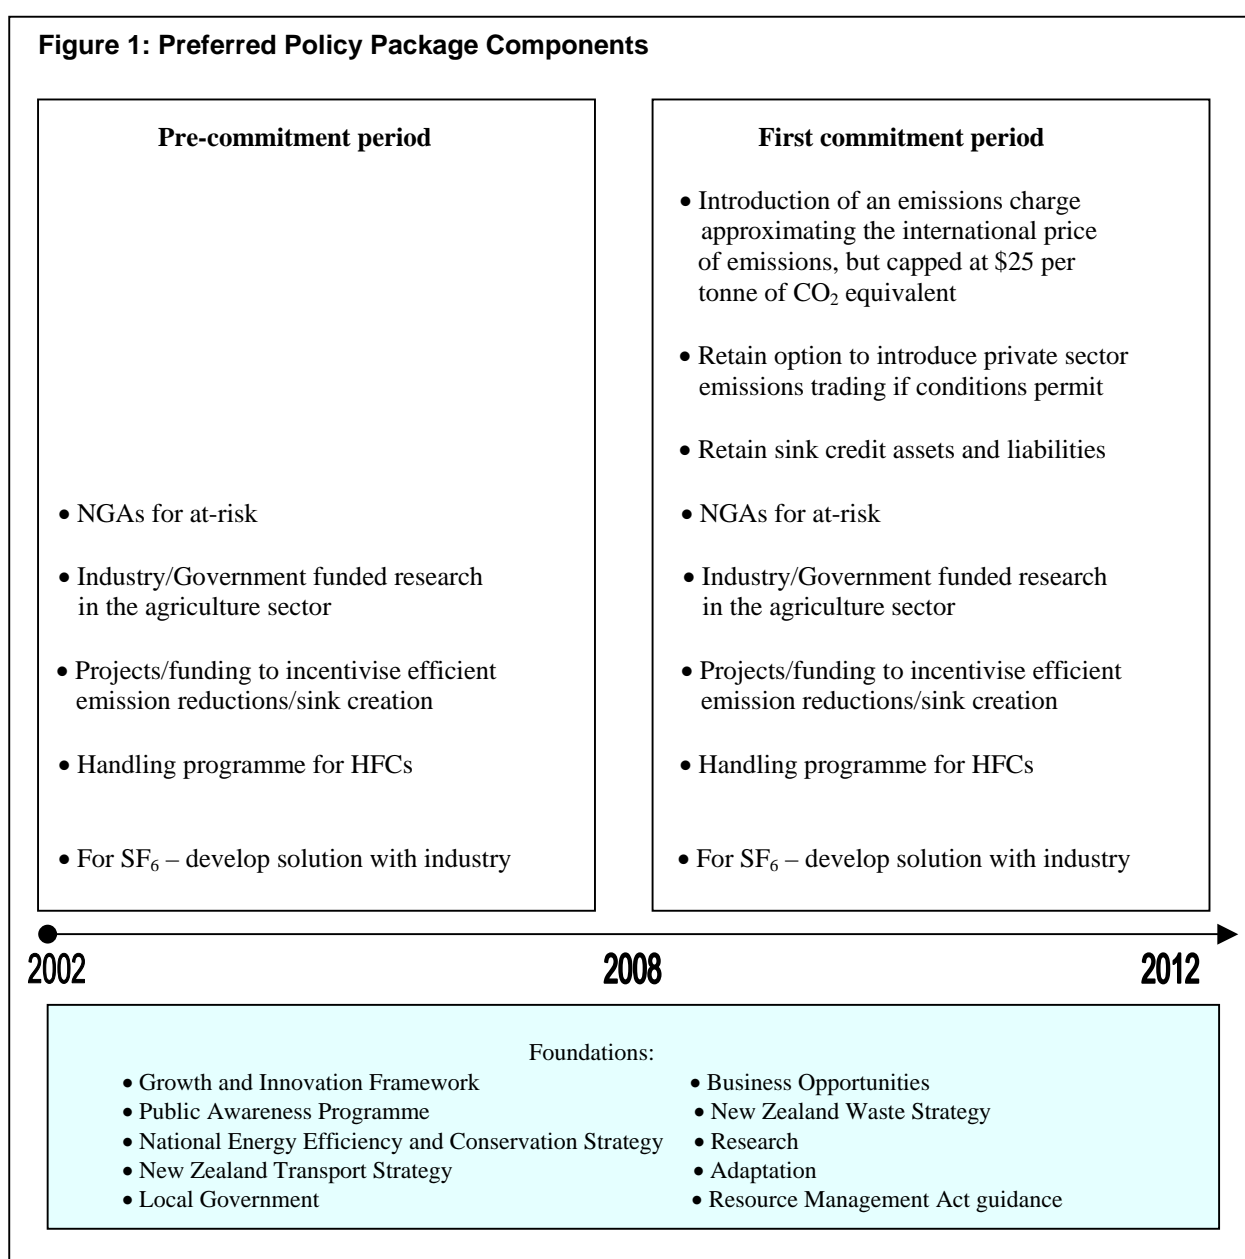 Figure 1: Preferred Policy Package Components
Pre-commitment period
• NGAs for at-risk
• Industry/Government funded research
in the agriculture sector
• Projects/funding to incentivise efficient
emission reductions/sink creation
• Handling programme for HFCs
• For SF₆ – develop solution with industry
First commitment period
• Introduction of an emissions charge
approximating the international price
of emissions, but capped at $25 per
tonne of CO₂ equivalent
• Retain option to introduce private sector
emissions trading if conditions permit
• Retain sink credit assets and liabilities
• NGAs for at-risk
• Industry/Government funded research
in the agriculture sector
• Projects/funding to incentivise efficient
emission reductions/sink creation
• Handling programme for HFCs
• For SF₆ – develop solution with industry
2002
2008
2012
Foundations:
• Growth and Innovation Framework
• Public Awareness Programme
• National Energy Efficiency and Conservation Strategy
• New Zealand Transport Strategy
• Local Government
• Business Opportunities
• New Zealand Waste Strategy
• Research
• Adaptation
• Resource Management Act guidance